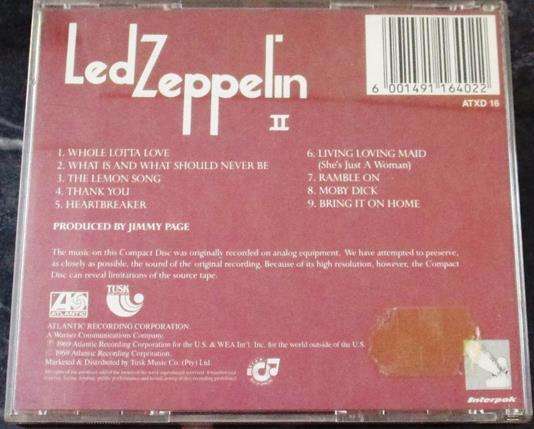 Led Zeppelin
II
6 001491 164022
ATXD 16
1. WHOLE LOTTA LOVE
2. WHAT IS AND WHAT SHOULD NEVER BE
3. THE LEMON SONG
4. THANK YOU
5. HEARTBREAKER
6. LIVING LOVING MAID
(She's Just A Woman)
7. RAMBLE ON
8. MOBY DICK
9. BRING IT ON HOME
PRODUCED BY JIMMY PAGE
The music on this Compact Disc was originally recorded on analog equipment. We have attempted to preserve,
as closely as possible, the sound of the original recording. Because of its high resolution, however, the Compact
Disc can reveal limitations of the source tape.
ATLANTIC
TUSK
ATLANTIC RECORDING CORPORATION.
A Warner Communications Company.
℗ 1969 Atlantic Recording Corporation for the U.S. & WEA Int'l. Inc. for the world outside of the U.S.
1969 Atlantic Recording Corporation.
Marketed & Distributed by Tusk Music Co. (Pty) Ltd.
Interpak